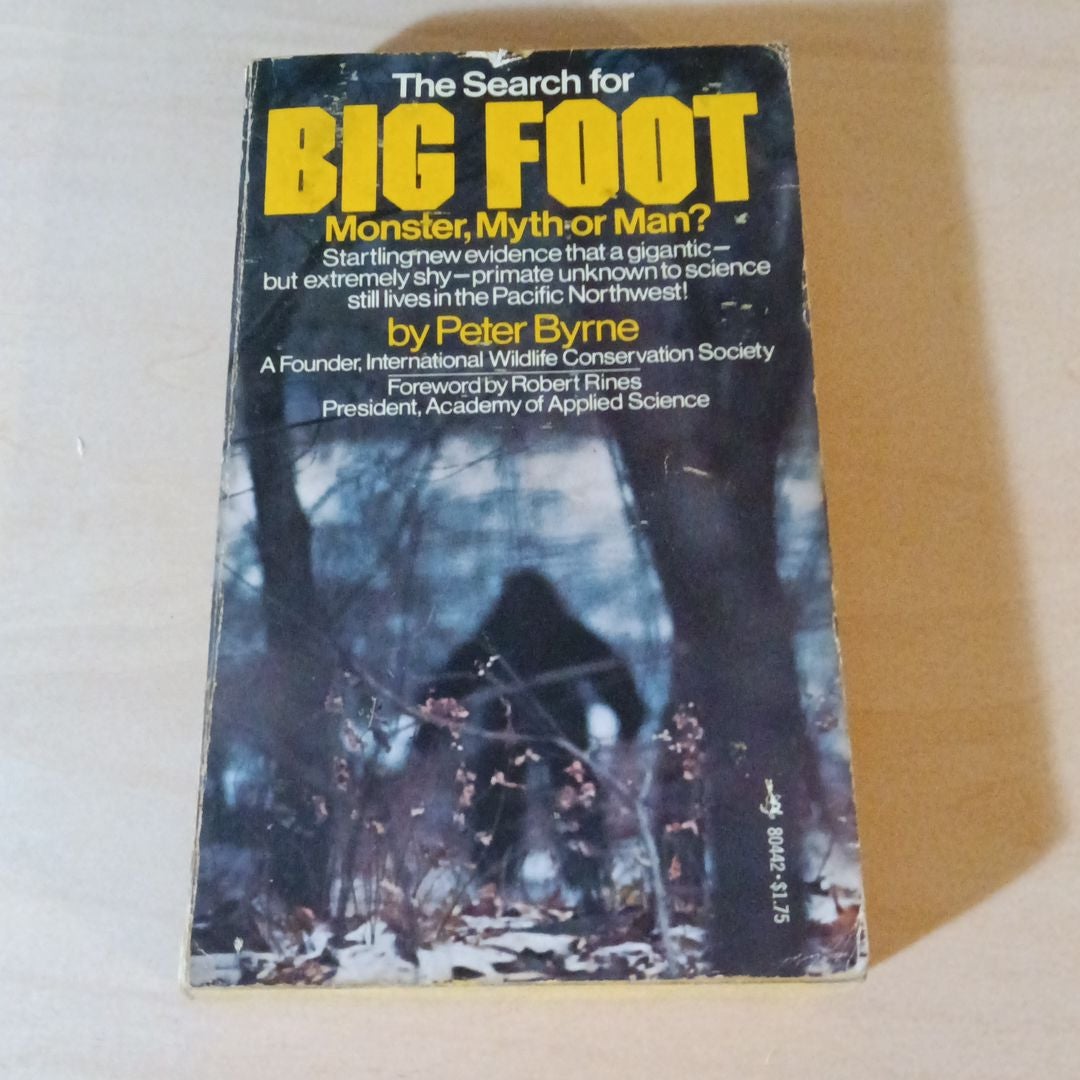 The Search for
BIG FOOT
Monster, Myth or Man?
Startling new evidence that a gigantic—
but extremely shy—primate unknown to science
still lives in the Pacific Northwest!
by Peter Byrne
A Founder, International Wildlife Conservation Society
Foreword by Robert Rines
President, Academy of Applied Science
80442•$1.75